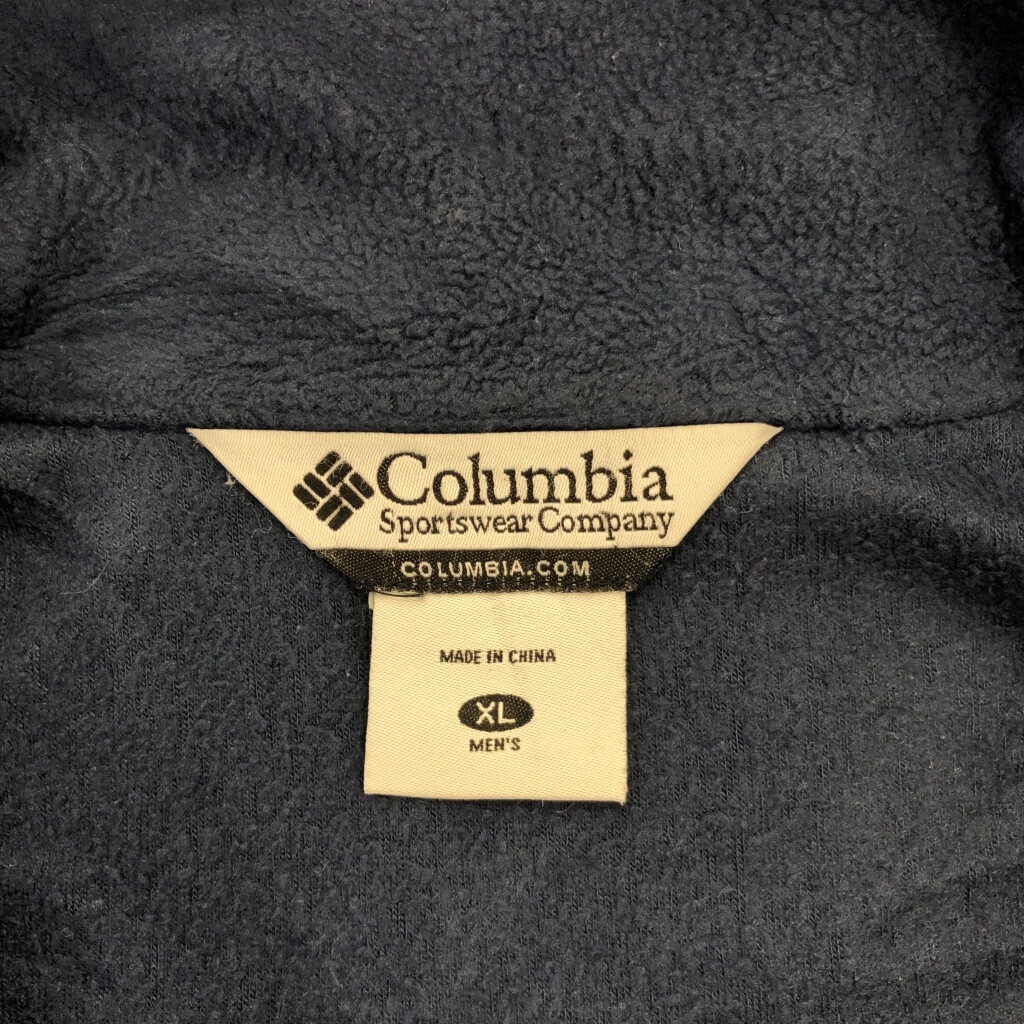 Columbia
Sportswear Company
COLUMBIA.COM
MADE IN CHINA
XL
MEN'S